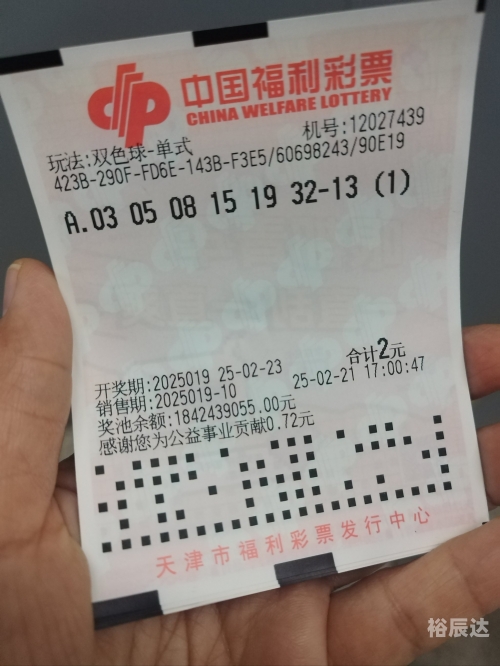 中国福利彩票
CHINA WELFARE LOTTERY
玩法:双色球-单式 机号:12027439
423B-290F-FD6E-143B-F3E5/60698243/90E19
A.03 05 08 15 19 32-13 (1)
合计2元
开奖期:2025019 25-02-23
销售期:2025019-10 25-02-21 17:00:47
奖池余额:1842439055.00元
感谢您为公益事业贡献0.72元
天津市福利彩票发行中心
裕辰达